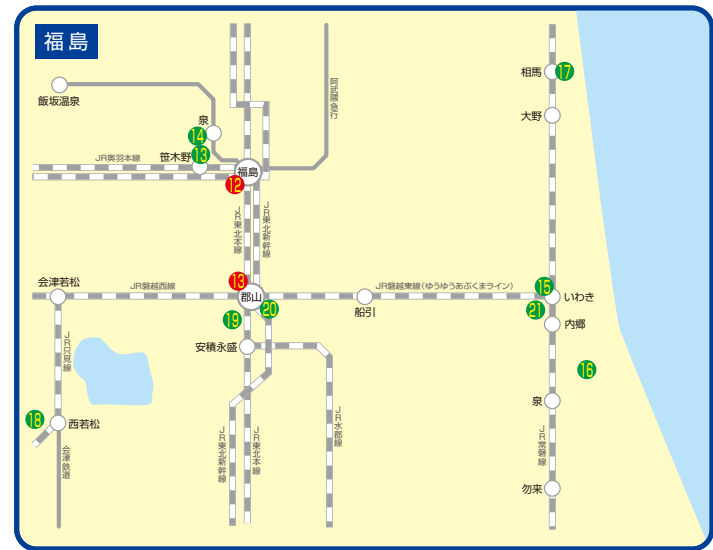 福島
相馬
17
飯坂温泉
阿武隈急行
大野
泉
14
笹木野
13
JR奥羽本線
福島
12
JR東北本線
JR東北新幹線
会津若松
JR磐越西線
13
郡山
JR磐越東線(ゆうゆうあぶくまライン)
15
いわき
船引
20
21
19
内郷
JR只見線
安積永盛
16
泉
18
西若松
JR水郡線
会津鉄道
JR東北新幹線
JR東北本線
JR常磐線
勿来